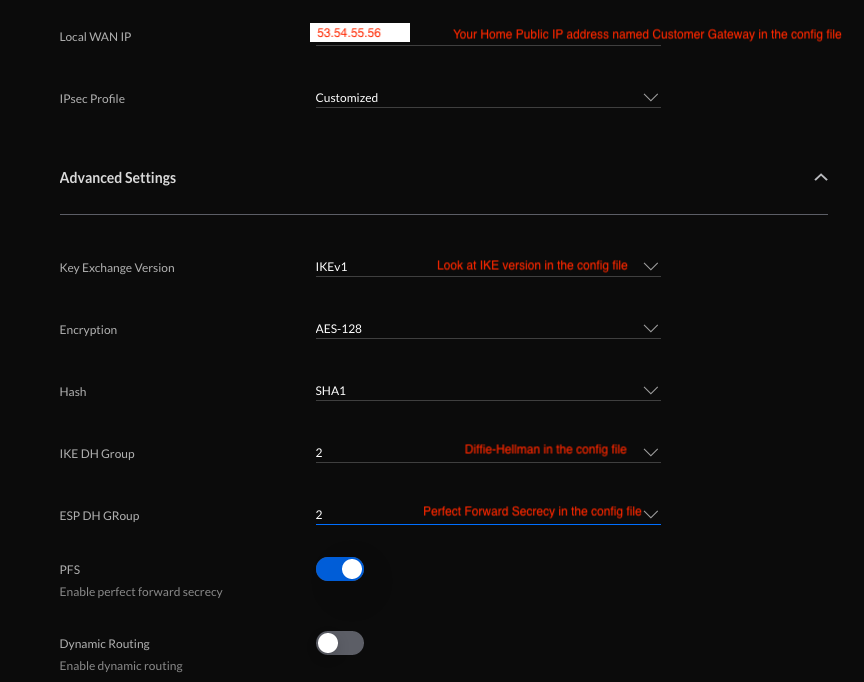 Local WAN IP 53.54.55.56 Your Home Public IP address named Customer Gateway in the config file
IPsec Profile Customized
Advanced Settings
Key Exchange Version IKEv1 Look at IKE version in the config file
Encryption AES-128
Hash SHA1
IKE DH Group 2 Diffie-Hellman in the config file
ESP DH GRoup 2 Perfect Forward Secrecy in the config file
PFS
Enable perfect forward secrecy
Dynamic Routing
Enable dynamic routing